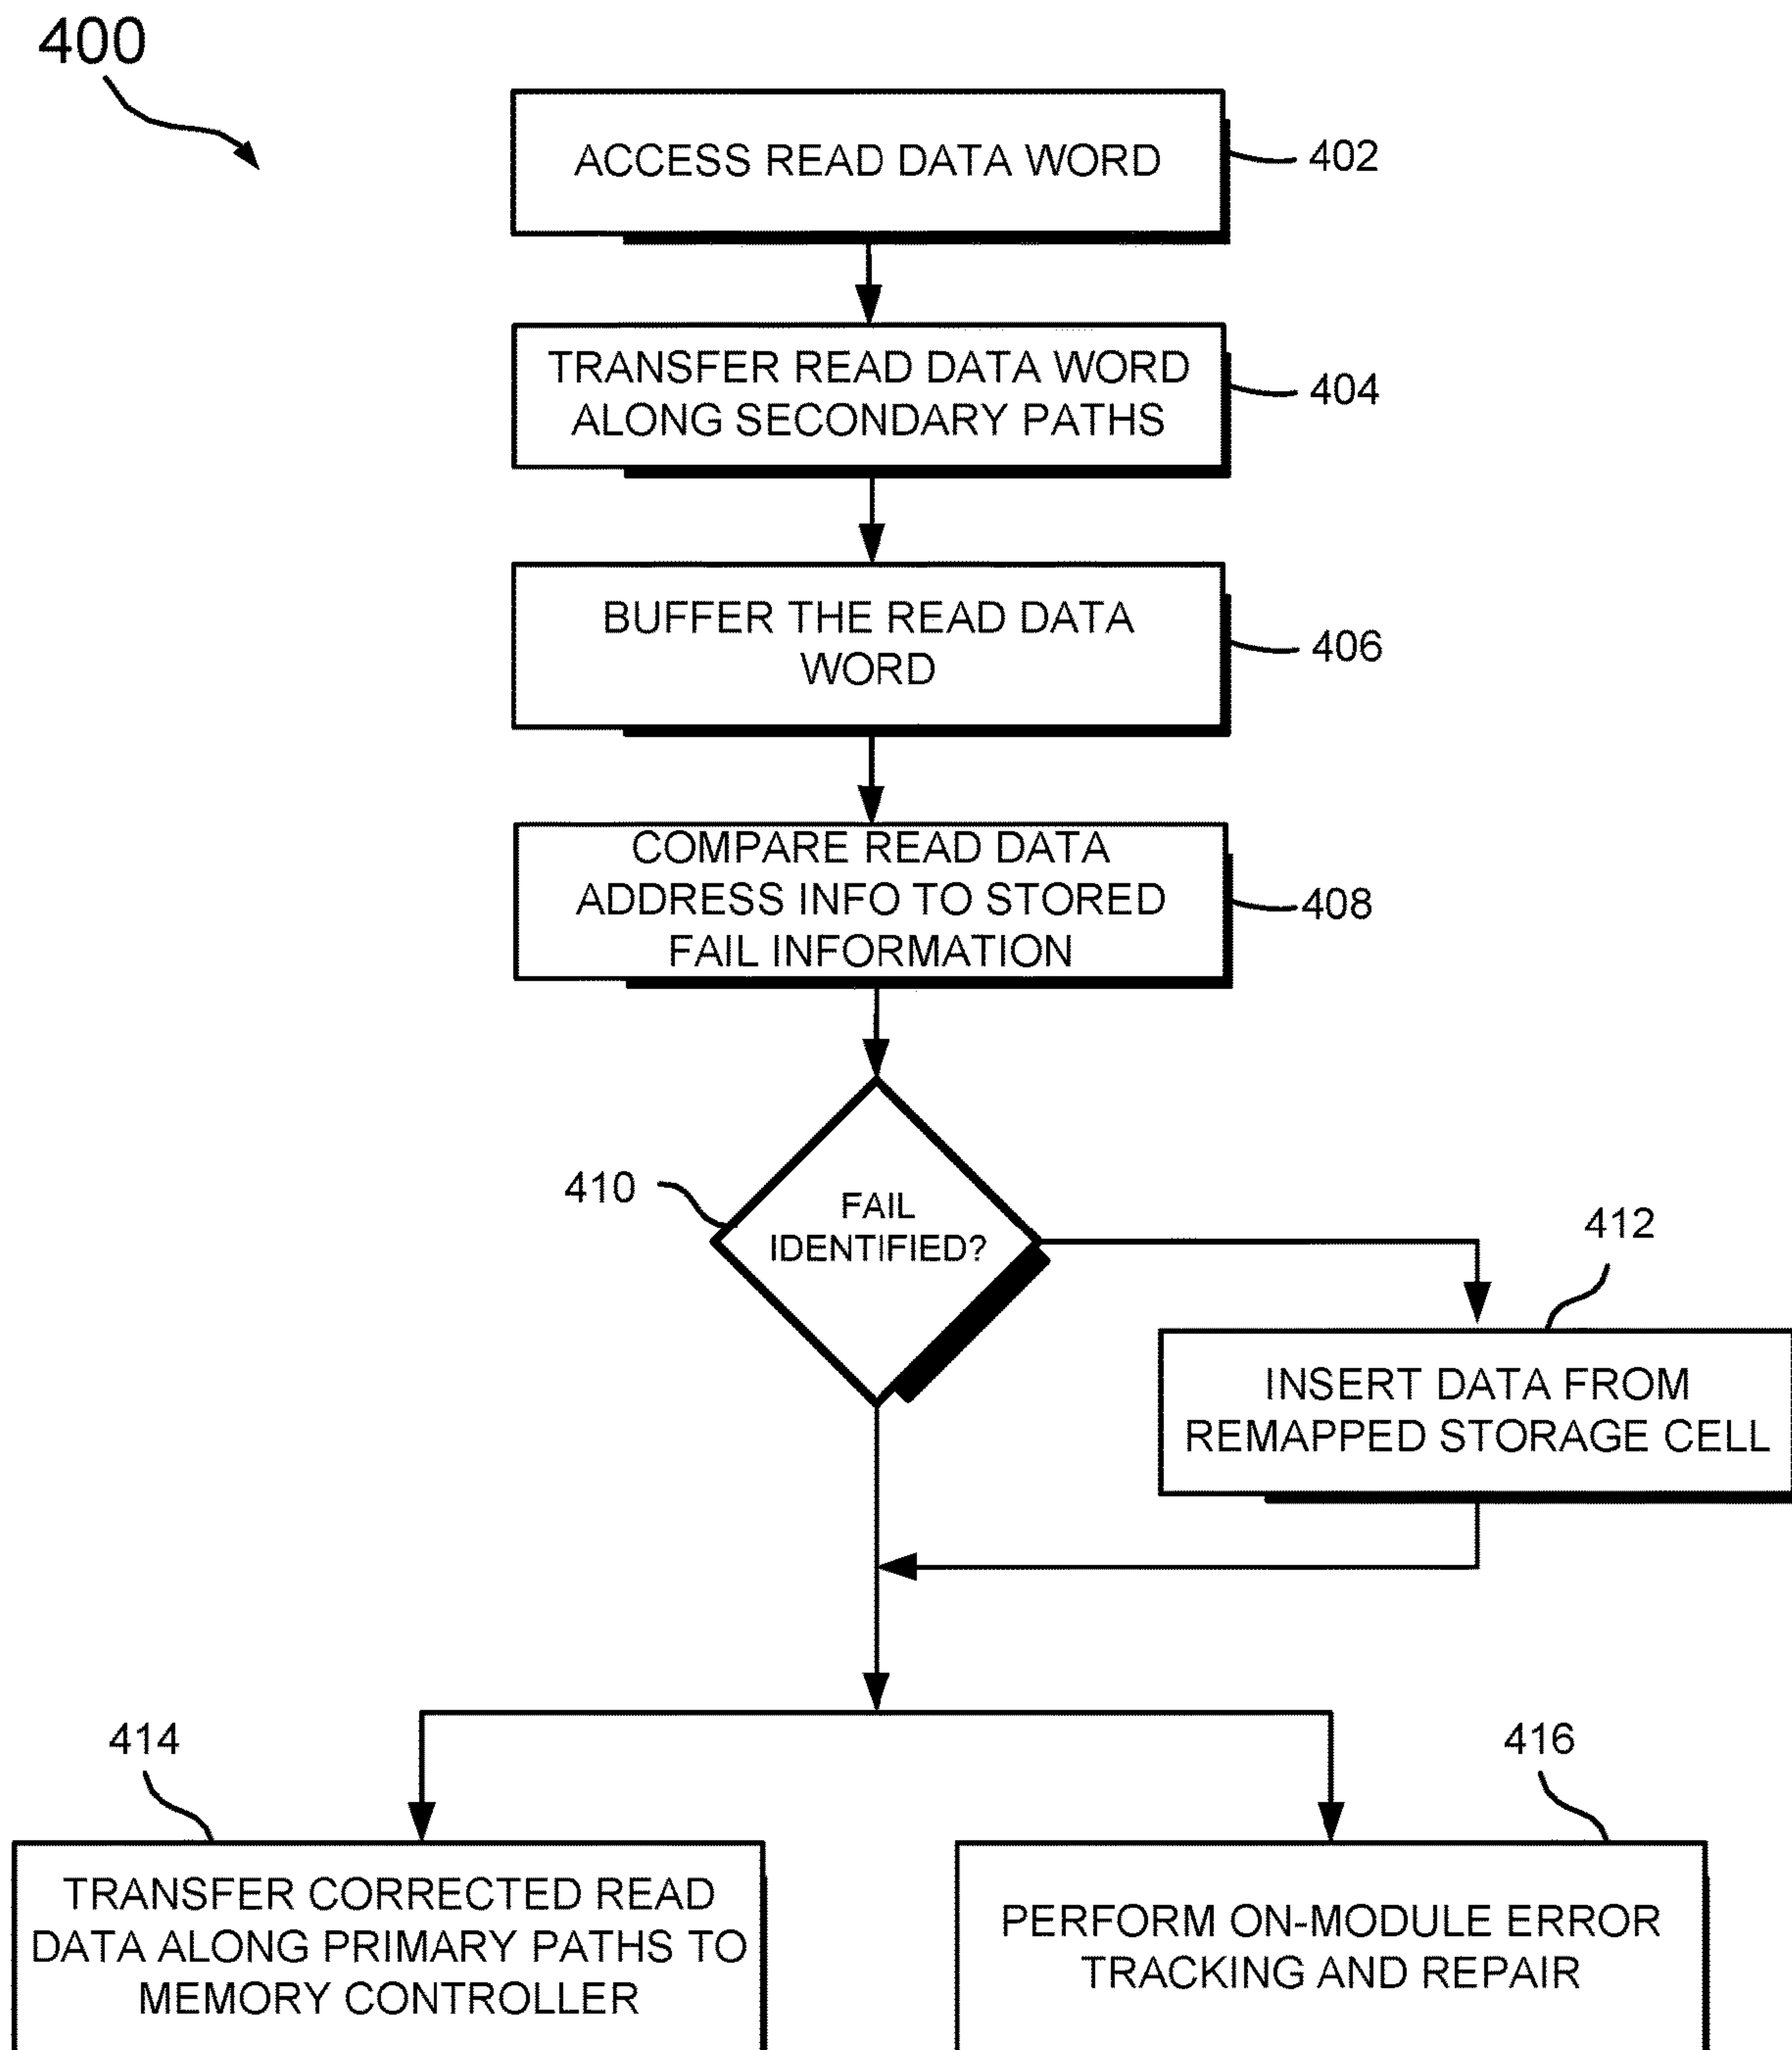 400
ACCESS READ DATA WORD
402
TRANSFER READ DATA WORD
ALONG SECONDARY PATHS
404
BUFFER THE READ DATA
WORD
406
COMPARE READ DATA
ADDRESS INFO TO STORED
FAIL INFORMATION
408
410
FAIL
IDENTIFIED?
412
INSERT DATA FROM
REMAPPED STORAGE CELL
414
TRANSFER CORRECTED READ
DATA ALONG PRIMARY PATHS TO
MEMORY CONTROLLER
416
PERFORM ON-MODULE ERROR
TRACKING AND REPAIR